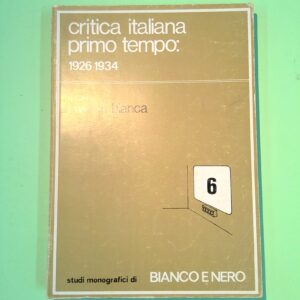 critica italiana
primo tempo:
1926-1934
bianca
6
studi monografici di BIANCO E NERO